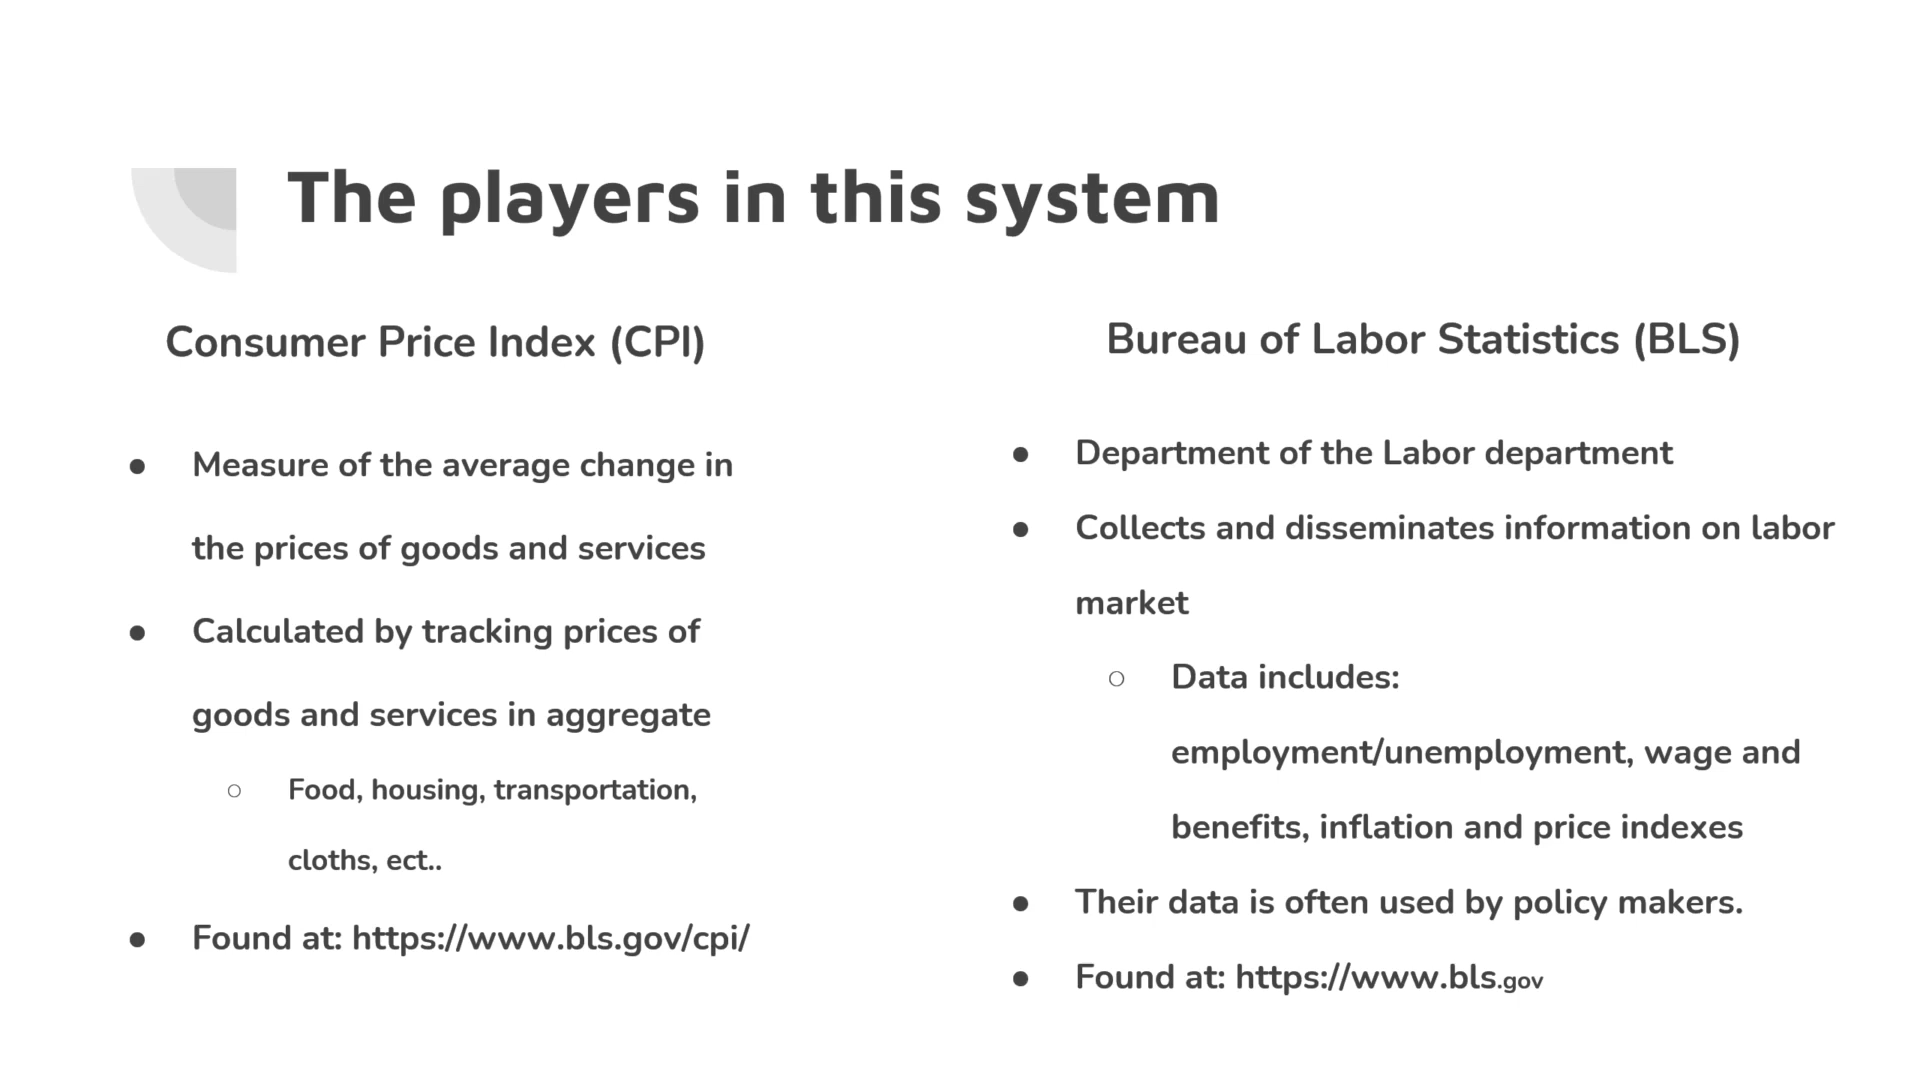 The players in this system
Consumer Price Index (CPI)
● Measure of the average change in
the prices of goods and services
● Calculated by tracking prices of
goods and services in aggregate
○ Food, housing, transportation,
cloths, ect..
● Found at: https://www.bls.gov/cpi/
Bureau of Labor Statistics (BLS)
● Department of the Labor department
● Collects and disseminates information on labor
market
○ Data includes:
employment/unemployment, wage and
benefits, inflation and price indexes
● Their data is often used by policy makers.
● Found at: https://www.bls.gov